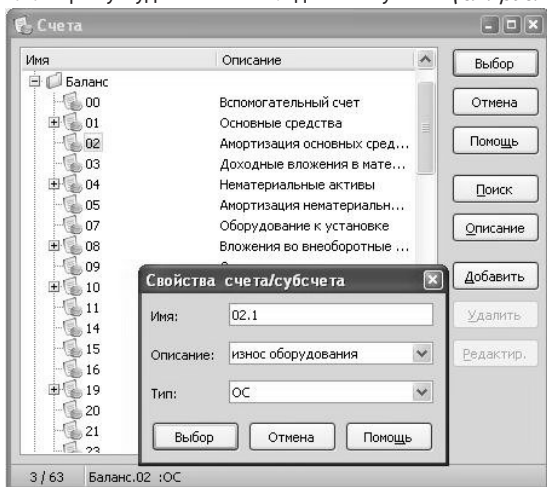 Счета
Имя Описание
Баланс
00 Вспомогательный счет
01 Основные средства
02 Амортизация основных сред...
03 Доходные вложения в мате...
04 Нематериальные активы
05 Амортизация нематериальн...
07 Оборудование к установке
08 Вложения во внеоборотные ...
09
10
11
14
15
16
19
20
21
23
Выбор
Отмена
Помощь
Поиск
Описание
Добавить
Удалить
Редактир.
Свойства счета/субсчета
Имя: 02.1
Описание: износ оборудования
Тип: ОС
Выбор Отмена Помощь
3 / 63 Баланс.02 :ОС